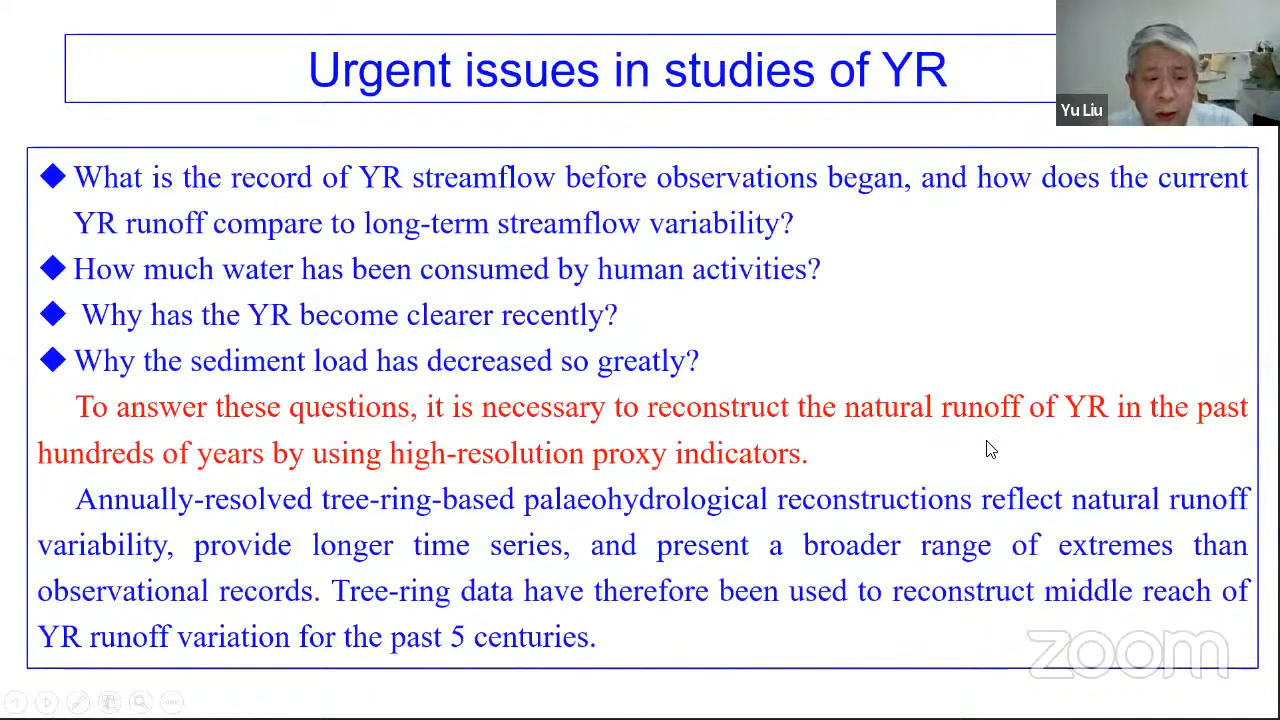 Urgent issues in studies of YR
Yu Liu
What is the record of YR streamflow before observations began, and how does the current
YR runoff compare to long-term streamflow variability?
How much water has been consumed by human activities?
Why has the YR become clearer recently?
Why the sediment load has decreased so greatly?
To answer these questions, it is necessary to reconstruct the natural runoff of YR in the past
hundreds of years by using high-resolution proxy indicators.
Annually-resolved tree-ring-based palaeohydrological reconstructions reflect natural runoff
variability, provide longer time series, and present a broader range of extremes than
observational records. Tree-ring data have therefore been used to reconstruct middle reach of
YR runoff variation for the past 5 centuries.
zoom